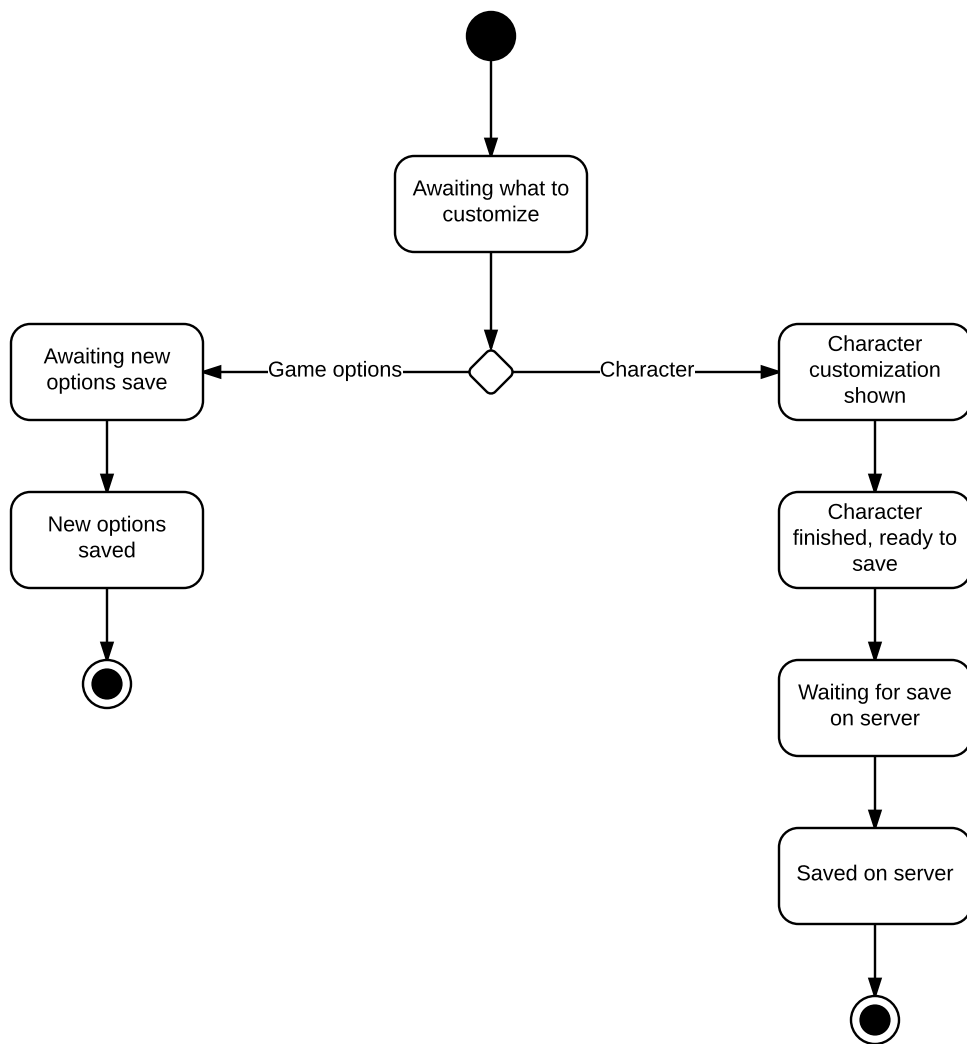 Awaiting what to
customize
Awaiting new
options save
Game options
Character
Character
customization
shown
New options
saved
Character
finished, ready to
save
Waiting for save
on server
Saved on server